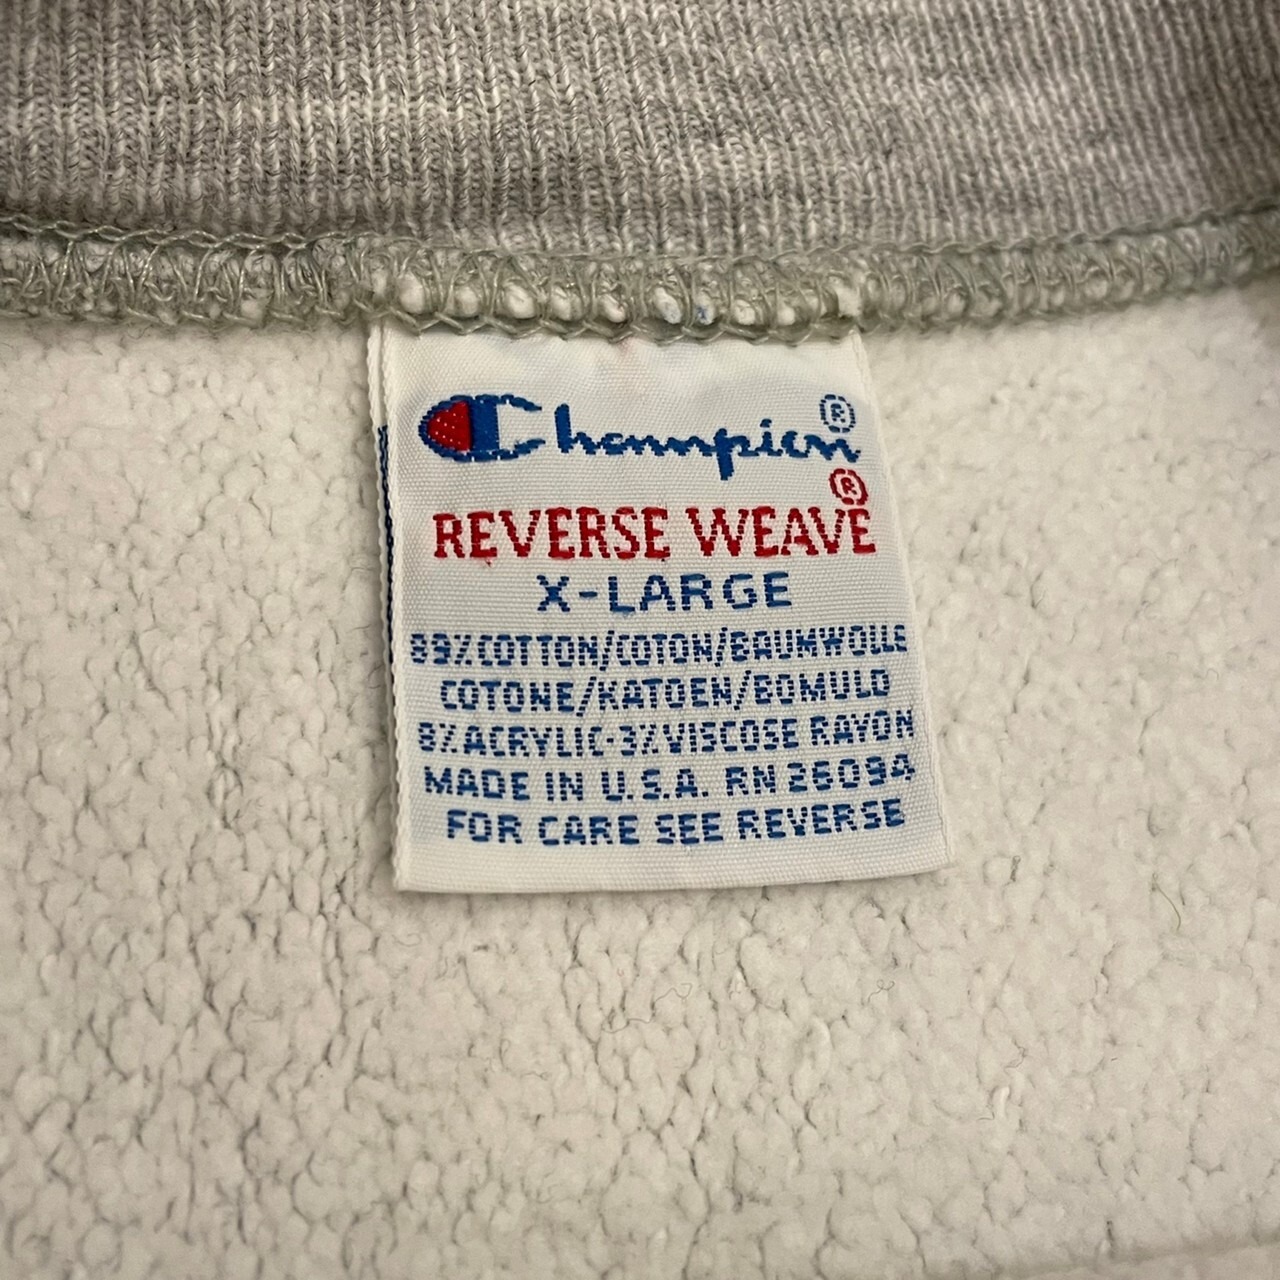 Champion®
REVERSE WEAVE®
X-LARGE
89% COTTON/COTON/BAUMWOLLE
COTONE/KATOEN/BOMULD
8% ACRYLIC-3% VISCOSE RAYON
MADE IN U.S.A. RN 26094
FOR CARE SEE REVERSE